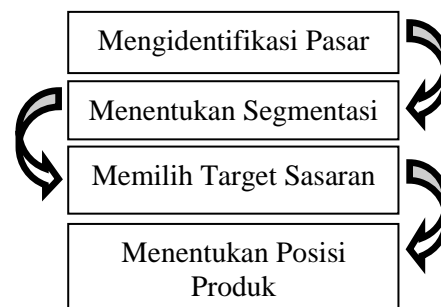 Mengidentifikasi Pasar
Menentukan Segmentasi
Memilih Target Sasaran
Menentukan Posisi
Produk